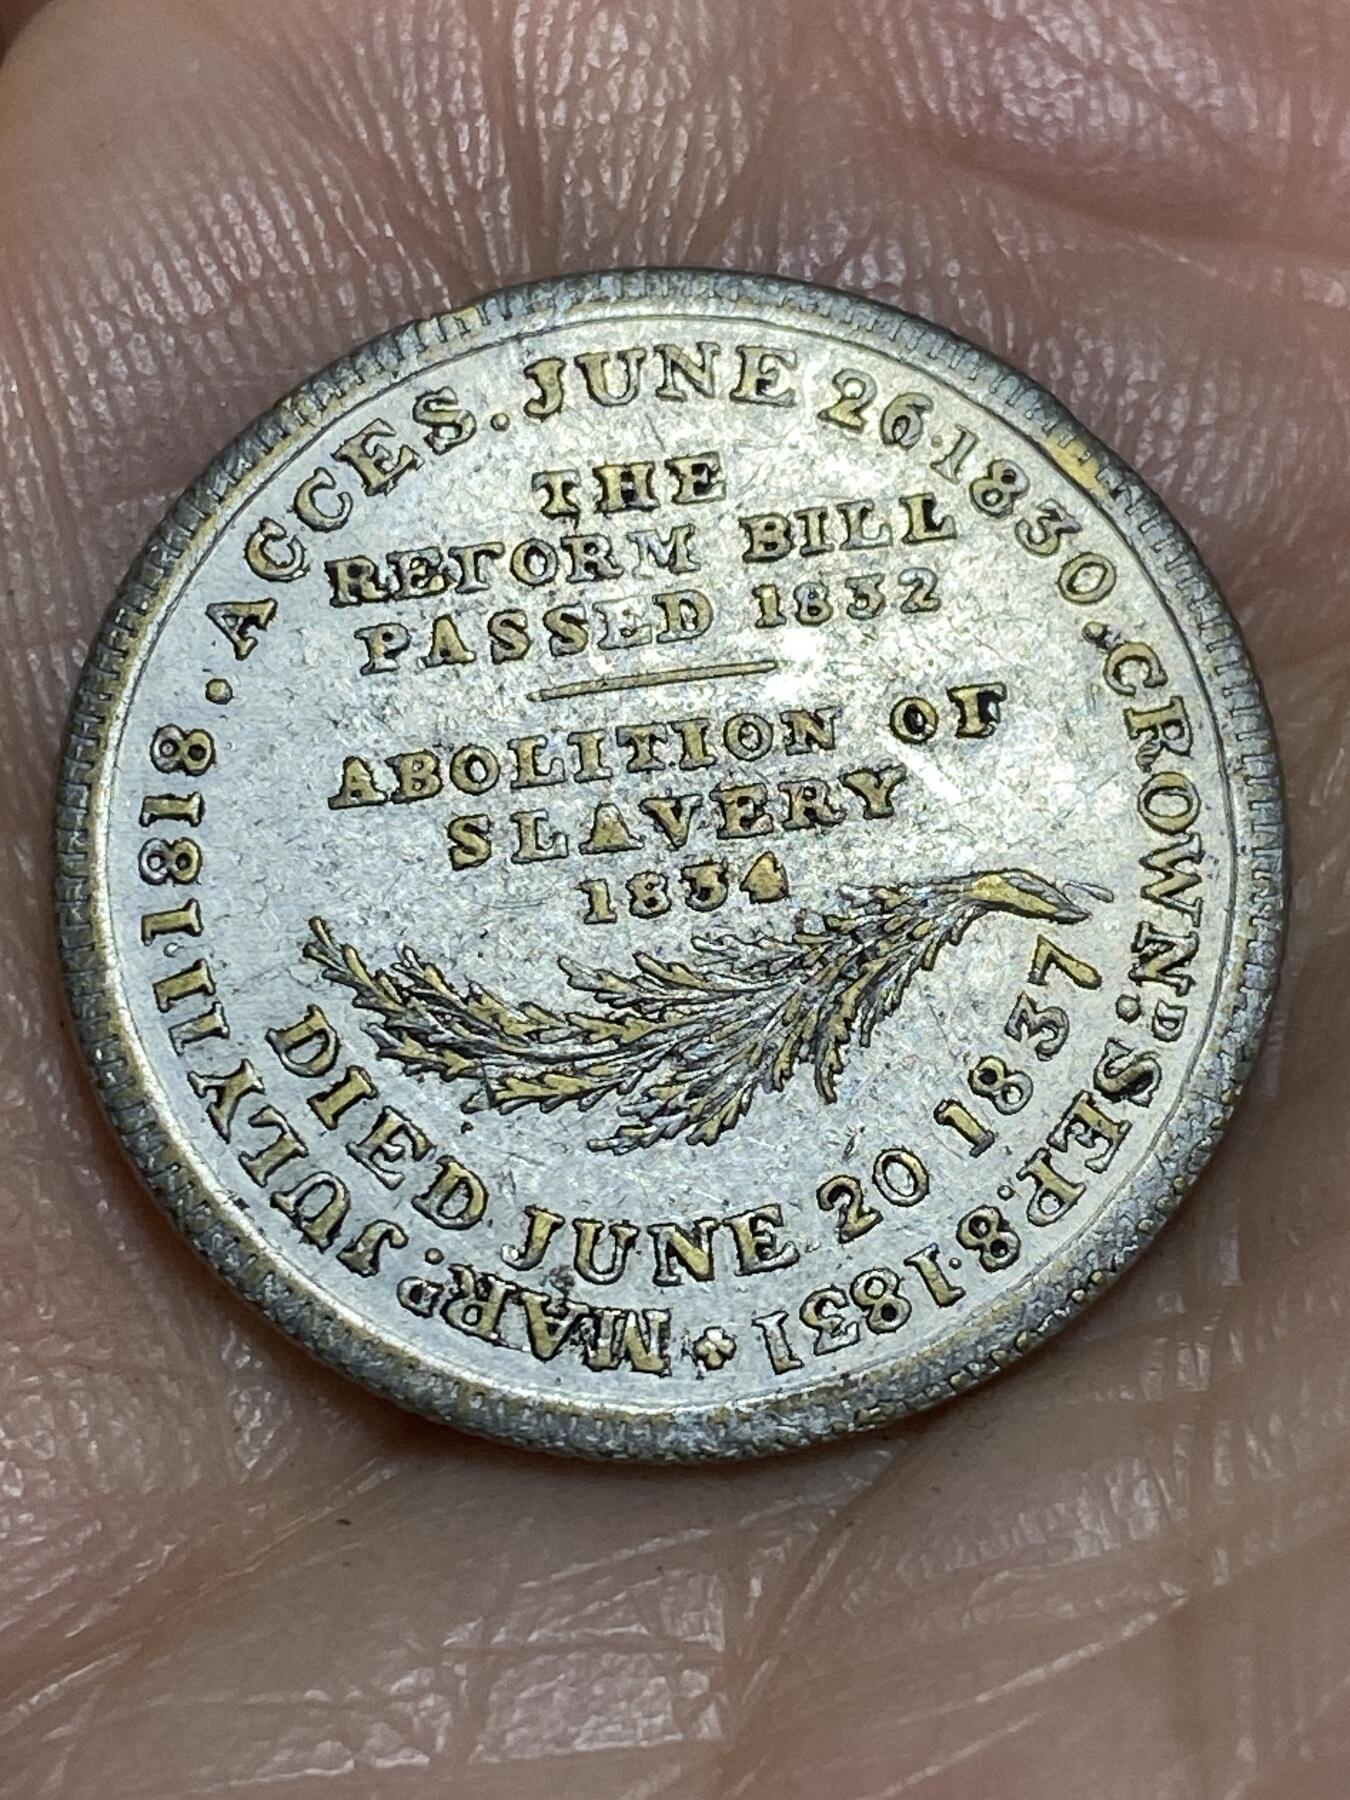 MARᴰ. JULY 11·1818 · ACCES. JUNE 26·1830. CROWNᴰ. SEP. 8·1831
THE
REFORM BILL
PASSED 1832
ABOLITION OF
SLAVERY
1834
DIED JUNE 20 1837